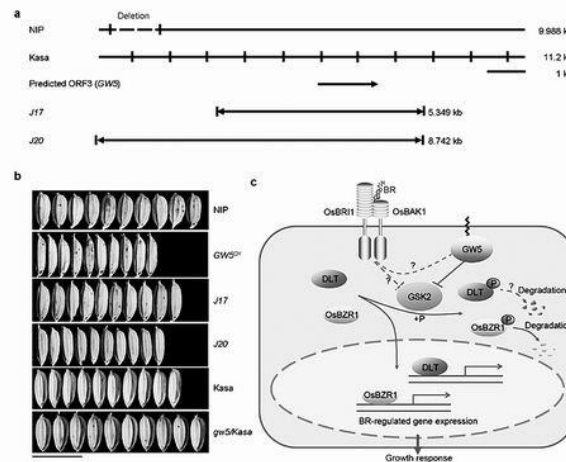 a
Deletion
NIP
9.988 k
Kasa
11.2 k
1 k
Predicted ORF3 (GW5)
J17
5.349 kb
J20
8.742 kb
b
NIP
J17
J20
Kasa
gw5/Kasa
c
BR
OsBRI1
OsBAK1
GW5
?
?
DLT
GSK2
DLT
P
?
Degradation
OsBZR1
+P
OsBZR1
P
Degradati
DLT
OsBZR1
BR-regulated gene expression
Growth response